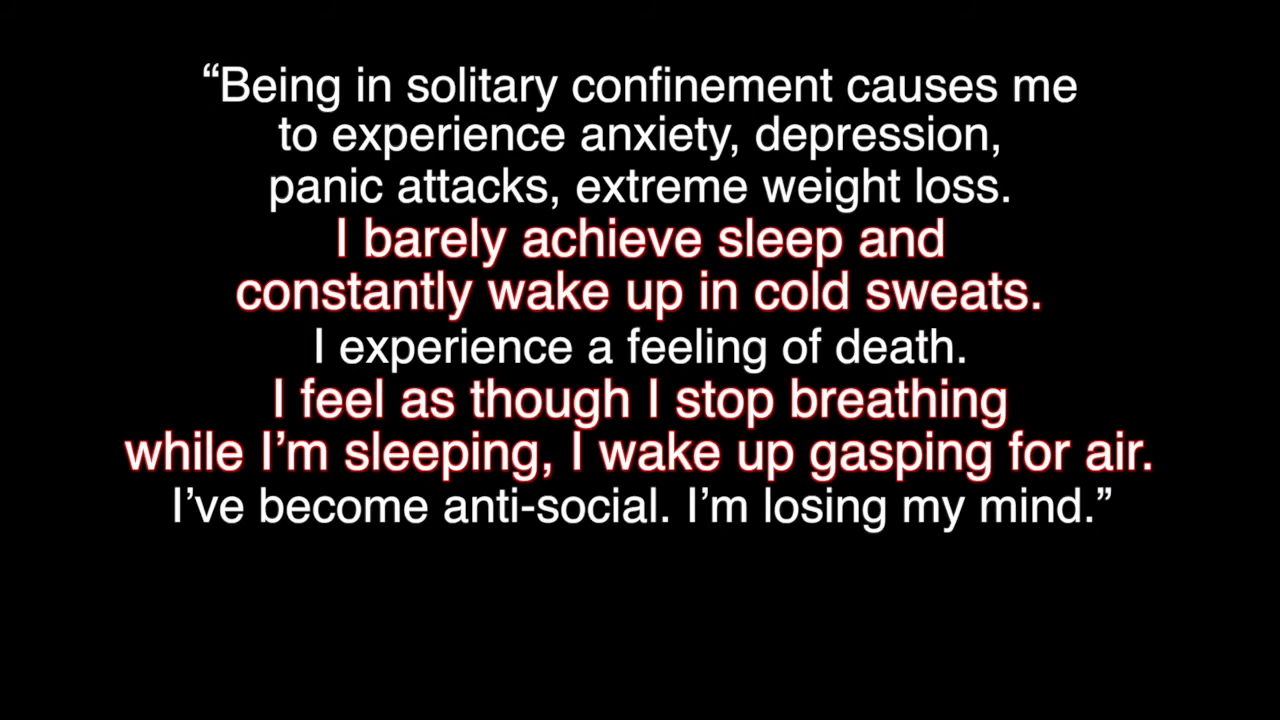 “Being in solitary confinement causes me
to experience anxiety, depression,
panic attacks, extreme weight loss.
I barely achieve sleep and
constantly wake up in cold sweats.
I experience a feeling of death.
I feel as though I stop breathing
while I’m sleeping, I wake up gasping for air.
I’ve become anti-social. I’m losing my mind.”